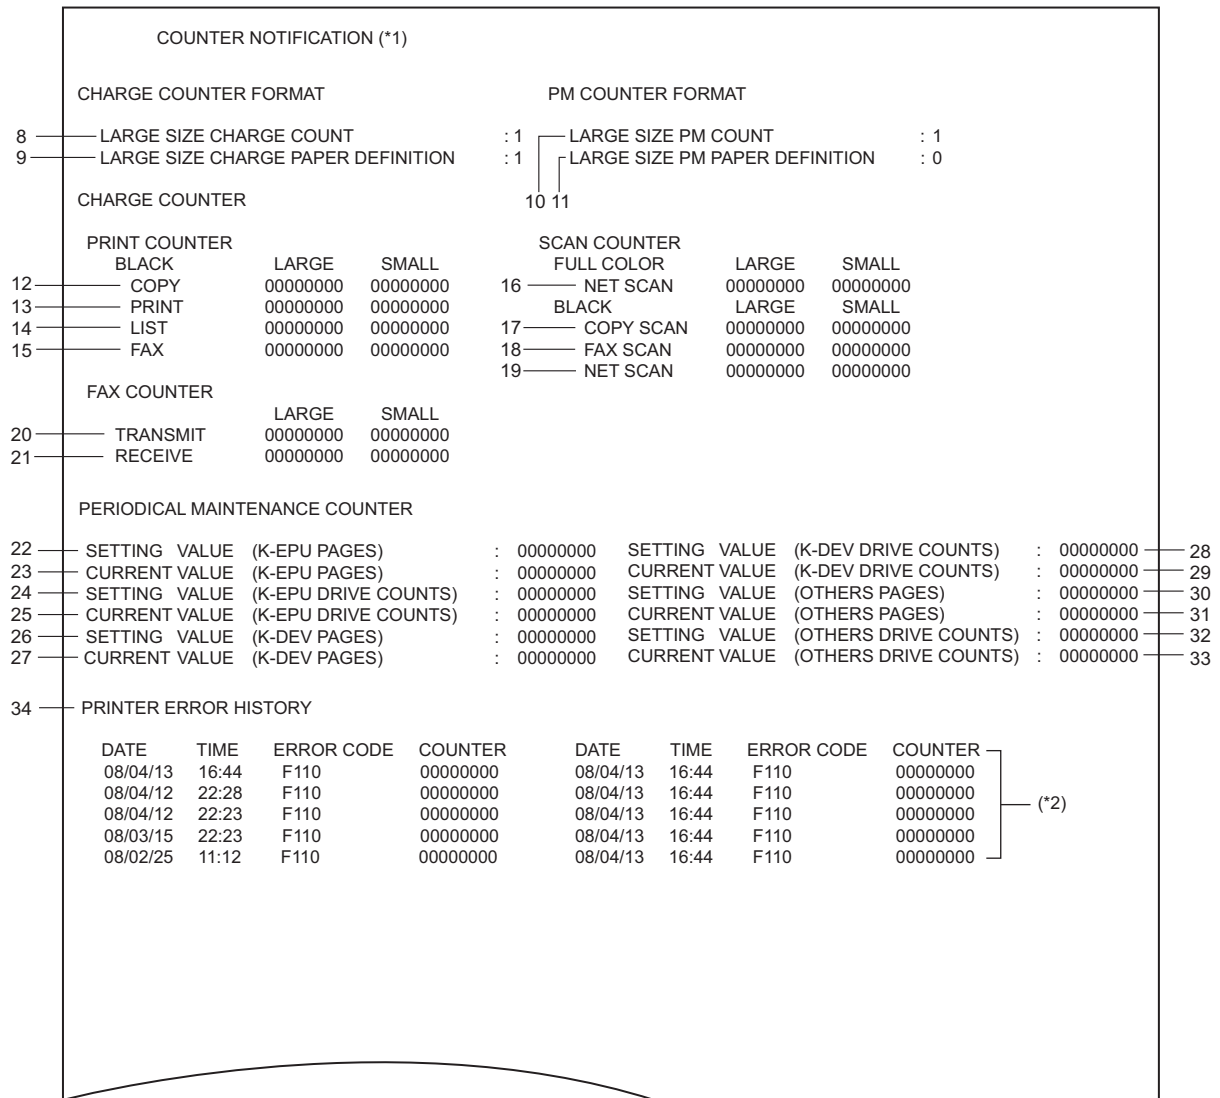 COUNTER NOTIFICATION (*1)
CHARGE COUNTER FORMAT PM COUNTER FORMAT
8 LARGE SIZE CHARGE COUNT : 1 LARGE SIZE PM COUNT : 1
9 LARGE SIZE CHARGE PAPER DEFINITION : 1 LARGE SIZE PM PAPER DEFINITION : 0
CHARGE COUNTER 10 11
PRINT COUNTER SCAN COUNTER
BLACK LARGE SMALL FULL COLOR LARGE SMALL
12 COPY 00000000 00000000 16 NET SCAN 00000000 00000000
13 PRINT 00000000 00000000 BLACK LARGE SMALL
14 LIST 00000000 00000000 17 COPY SCAN 00000000 00000000
15 FAX 00000000 00000000 18 FAX SCAN 00000000 00000000
19 NET SCAN 00000000 00000000
FAX COUNTER
LARGE SMALL
20 TRANSMIT 00000000 00000000
21 RECEIVE 00000000 00000000
PERIODICAL MAINTENANCE COUNTER
22 SETTING VALUE (K-EPU PAGES) : 00000000 SETTING VALUE (K-DEV DRIVE COUNTS) : 00000000 28
23 CURRENT VALUE (K-EPU PAGES) : 00000000 CURRENT VALUE (K-DEV DRIVE COUNTS) : 00000000 29
24 SETTING VALUE (K-EPU DRIVE COUNTS) : 00000000 SETTING VALUE (OTHERS PAGES) : 00000000 30
25 CURRENT VALUE (K-EPU DRIVE COUNTS) : 00000000 CURRENT VALUE (OTHERS PAGES) : 00000000 31
26 SETTING VALUE (K-DEV PAGES) : 00000000 SETTING VALUE (OTHERS DRIVE COUNTS) : 00000000 32
27 CURRENT VALUE (K-DEV PAGES) : 00000000 CURRENT VALUE (OTHERS DRIVE COUNTS) : 00000000 33
34 PRINTER ERROR HISTORY
DATE TIME ERROR CODE COUNTER DATE TIME ERROR CODE COUNTER
08/04/13 16:44 F110 00000000 08/04/13 16:44 F110 00000000
08/04/12 22:28 F110 00000000 08/04/13 16:44 F110 00000000 (*2)
08/04/12 22:23 F110 00000000 08/04/13 16:44 F110 00000000
08/03/15 22:23 F110 00000000 08/04/13 16:44 F110 00000000
08/02/25 11:12 F110 00000000 08/04/13 16:44 F110 00000000